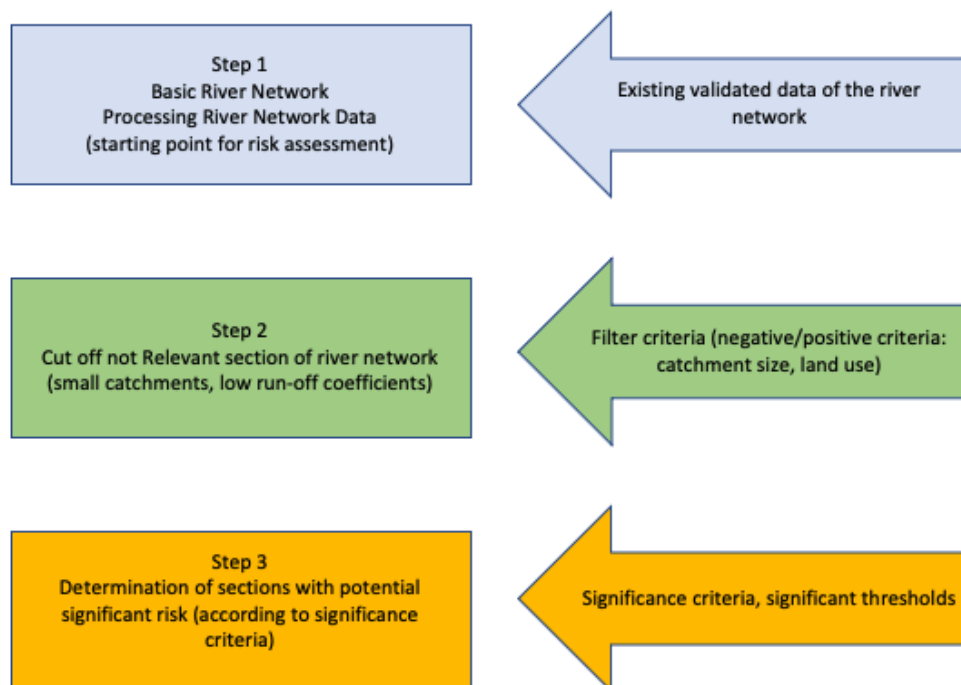 Step 1
Basic River Network
Processing River Network Data
(starting point for risk assessment)
Existing validated data of the river
network
Step 2
Cut off not Relevant section of river network
(small catchments, low run-off coefficients)
Filter criteria (negative/positive criteria:
catchment size, land use)
Step 3
Determination of sections with potential
significant risk (according to significance
criteria)
Significance criteria, significant thresholds